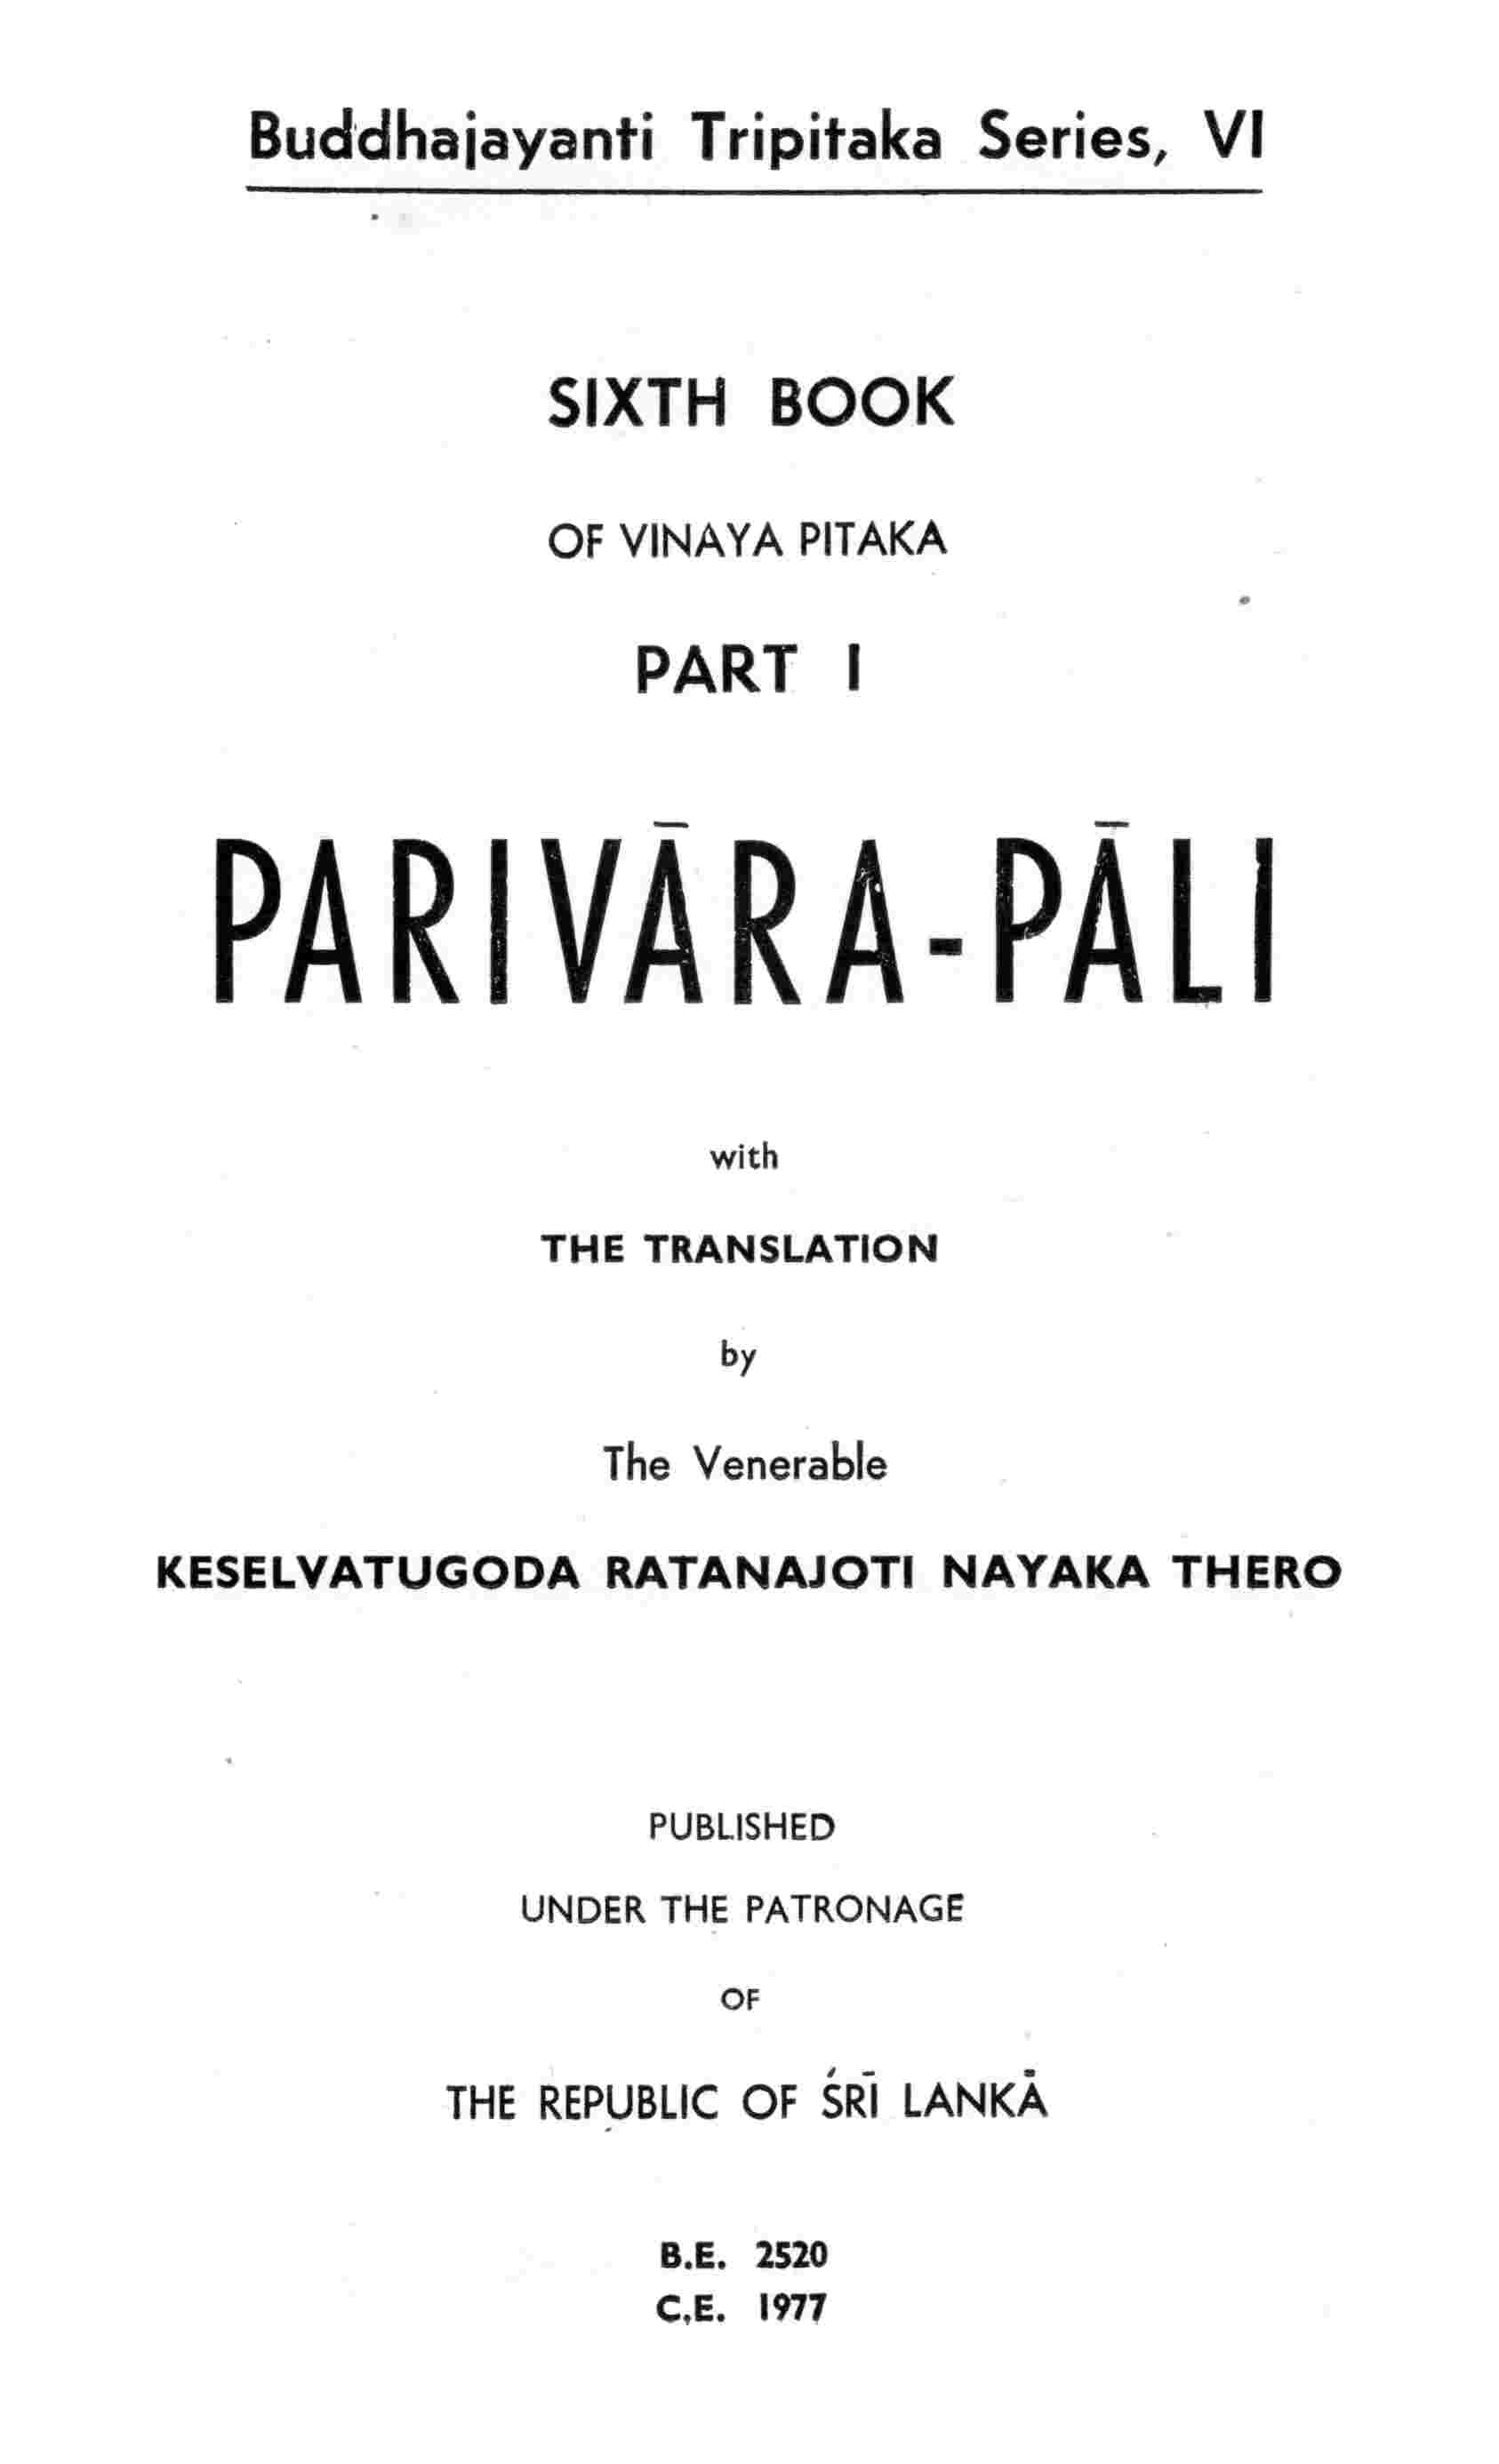 Buddhajayanti Tripitaka Series, VI
SIXTH BOOK
OF VINAYA PITAKA
PART I
PARIVĀRA-PĀLI
with
THE TRANSLATION
by
The Venerable
KESELVATUGODA RATANAJOTI NAYAKA THERO
PUBLISHED
UNDER THE PATRONAGE
OF
THE REPUBLIC OF ŚRĪ LANKĀ
B.E. 2520
C.E. 1977